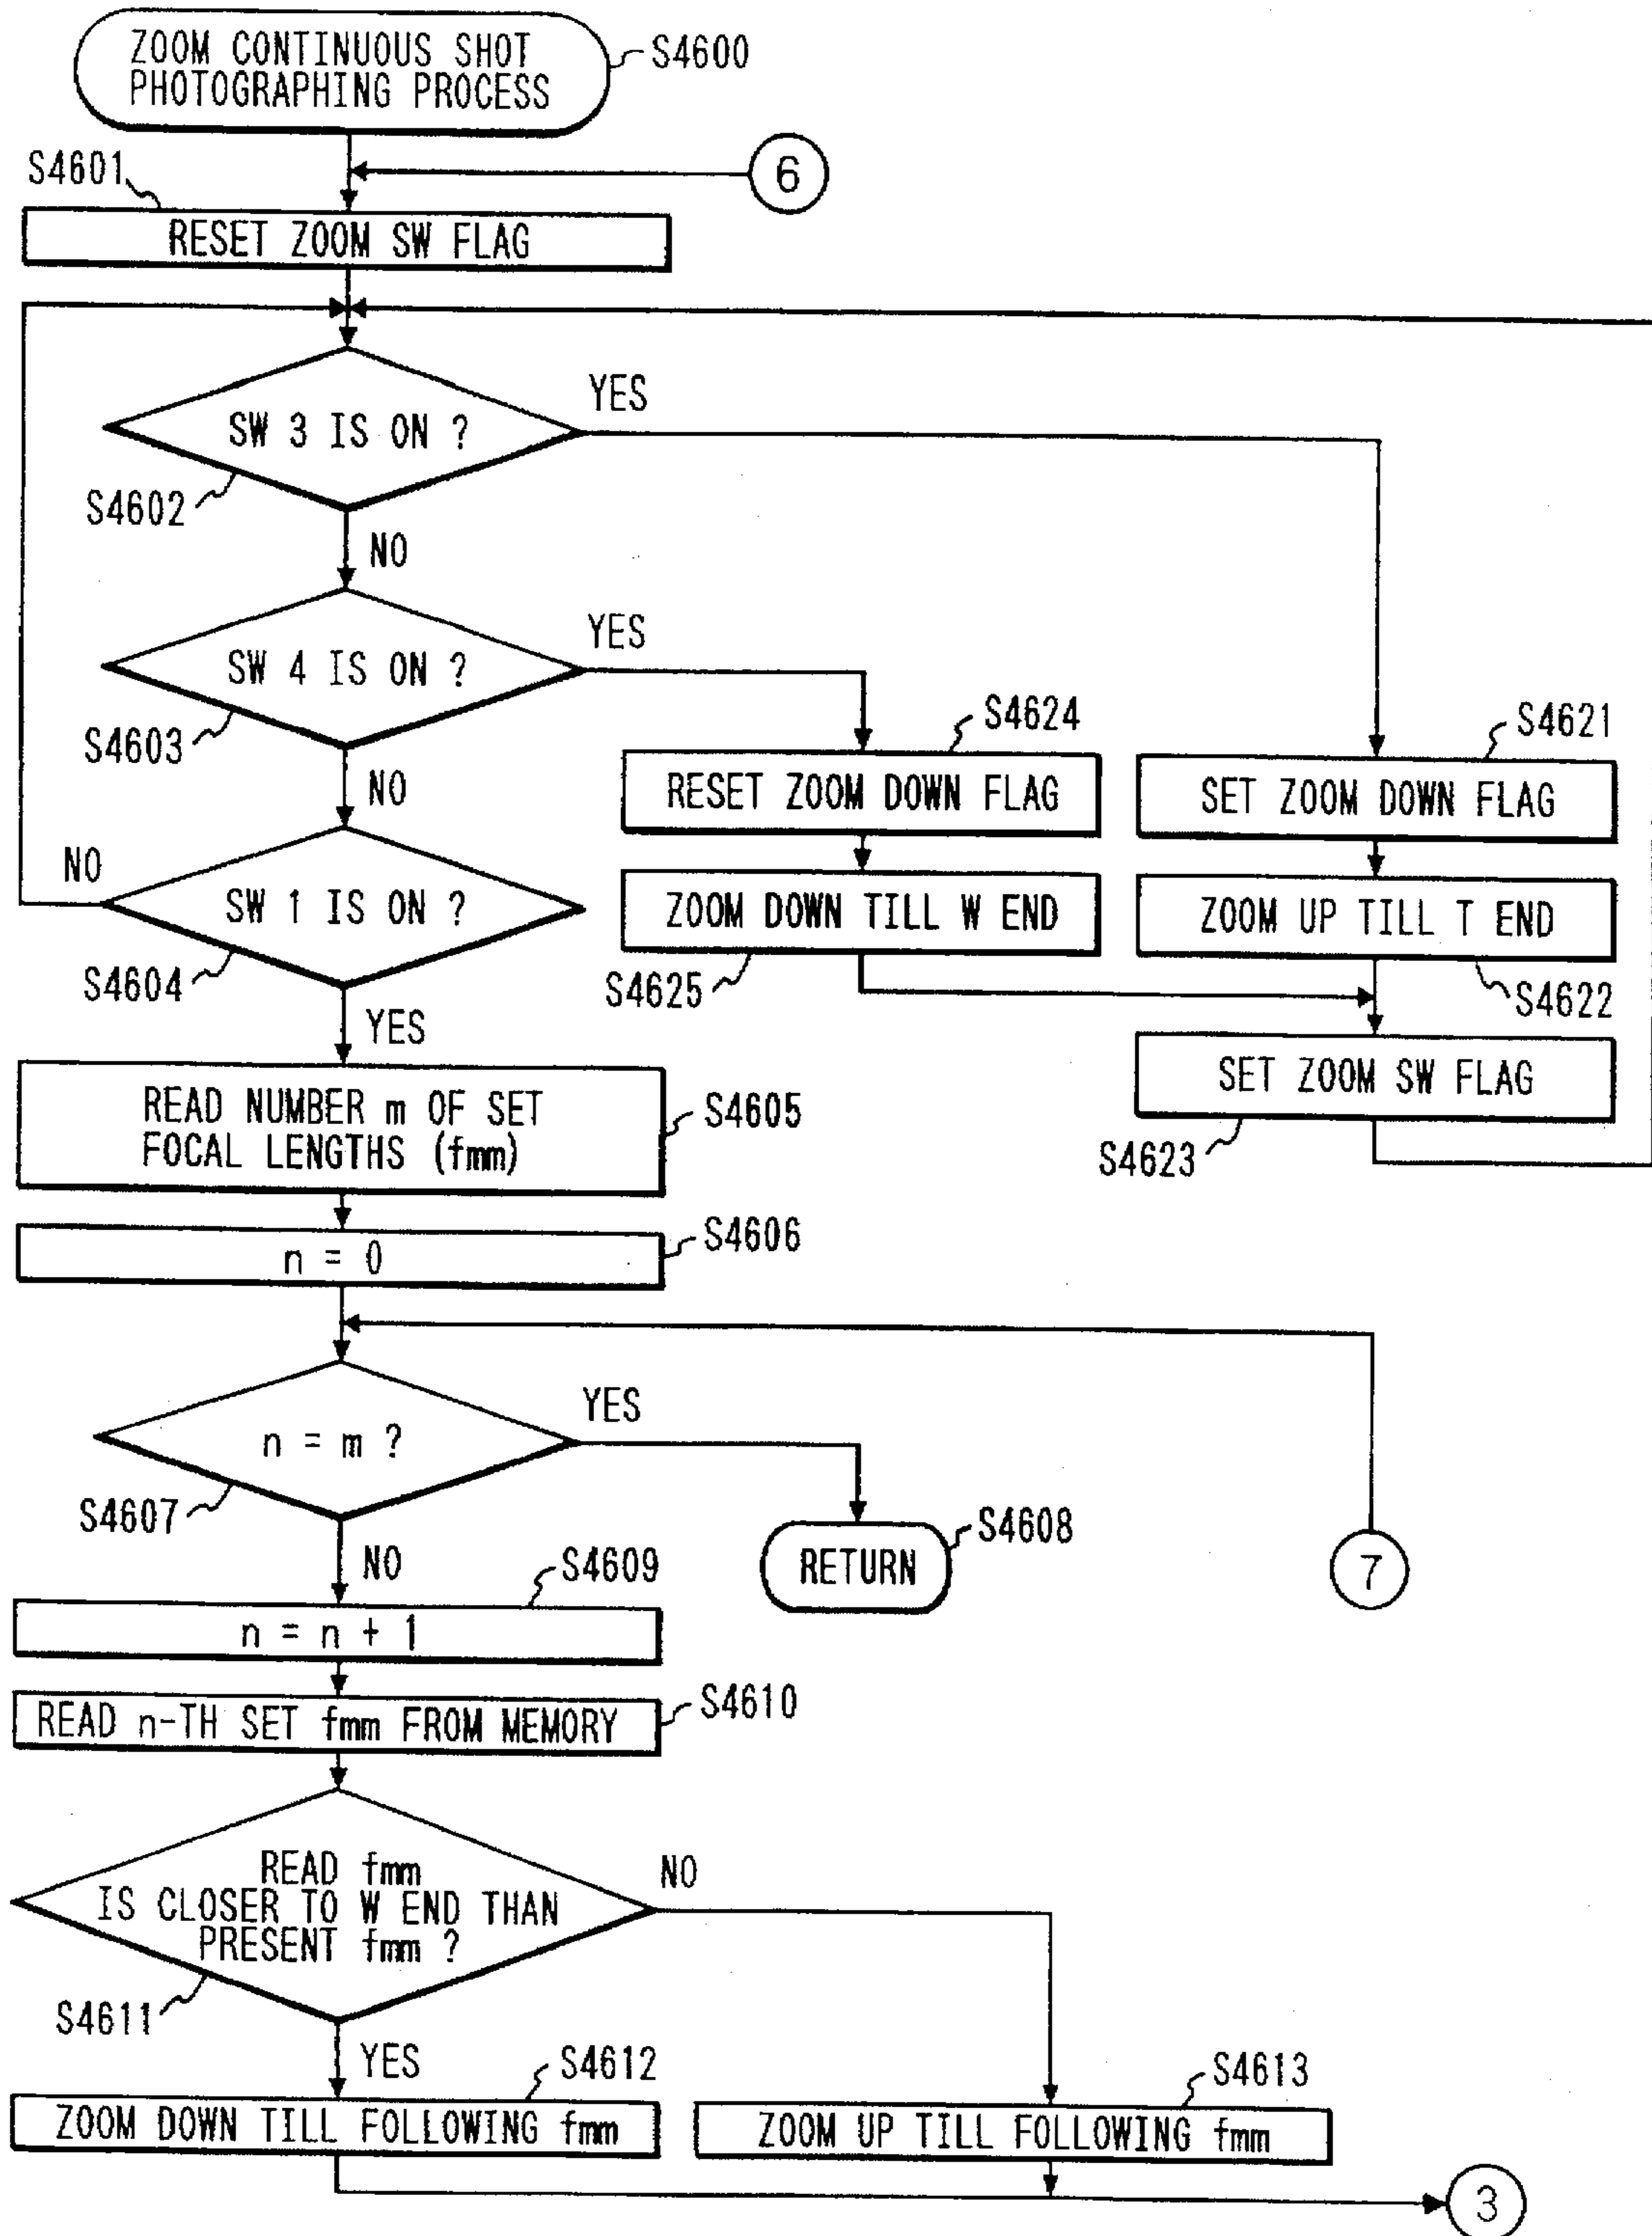 ZOOM CONTINUOUS SHOT
PHOTOGRAPHING PROCESS
S4600
6
S4601
RESET ZOOM SW FLAG
SW 3 IS ON ?
YES
S4602
NO
SW 4 IS ON ?
YES
S4603
NO
S4624
RESET ZOOM DOWN FLAG
S4621
SET ZOOM DOWN FLAG
NO
SW 1 IS ON ?
S4604
YES
ZOOM DOWN TILL W END
S4625
ZOOM UP TILL T END
S4622
SET ZOOM SW FLAG
S4623
READ NUMBER m OF SET
FOCAL LENGTHS (fmm)
S4605
n = 0
S4606
n = m ?
YES
S4607
NO
RETURN
S4608
7
S4609
n = n + 1
READ n-TH SET fmm FROM MEMORY
S4610
READ fmm
IS CLOSER TO W END THAN
PRESENT fmm ?
NO
S4611
YES
S4612
ZOOM DOWN TILL FOLLOWING fmm
S4613
ZOOM UP TILL FOLLOWING fmm
3